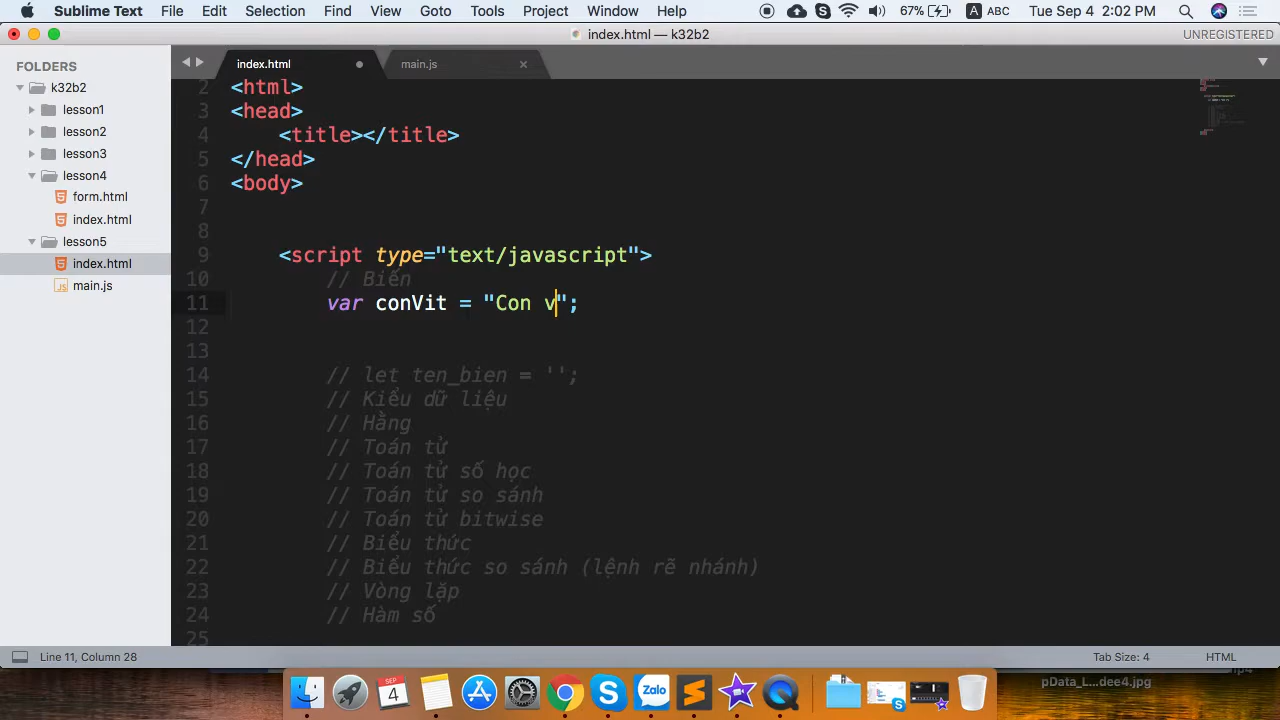 Sublime Text File Edit Selection Find View Goto Tools Project Window Help 67% A ABC Tue Sep 4 2:02 PM
index.html — k32b2 UNREGISTERED
FOLDERS
k32b2
lesson1
lesson2
lesson3
lesson4
form.html
index.html
lesson5
index.html
main.js
index.html main.js
2 <html>
3 <head>
4 <title></title>
5 </head>
6 <body>
7
8
9 <script type="text/javascript">
10 // Biến
11 var conVit = "Con v";
12
13
14 // let ten_bien = '';
15 // Kiểu dữ liệu
16 // Hằng
17 // Toán tử
18 // Toán tử số học
19 // Toán tử so sánh
20 // Toán tử bitwise
21 // Biểu thức
22 // Biểu thức so sánh (lệnh rẽ nhánh)
23 // Vòng lặp
24 // Hàm số
25
Line 11, Column 28 Tab Size: 4 HTML
SEP
4
Zalo
pData_L...dee4.jpg